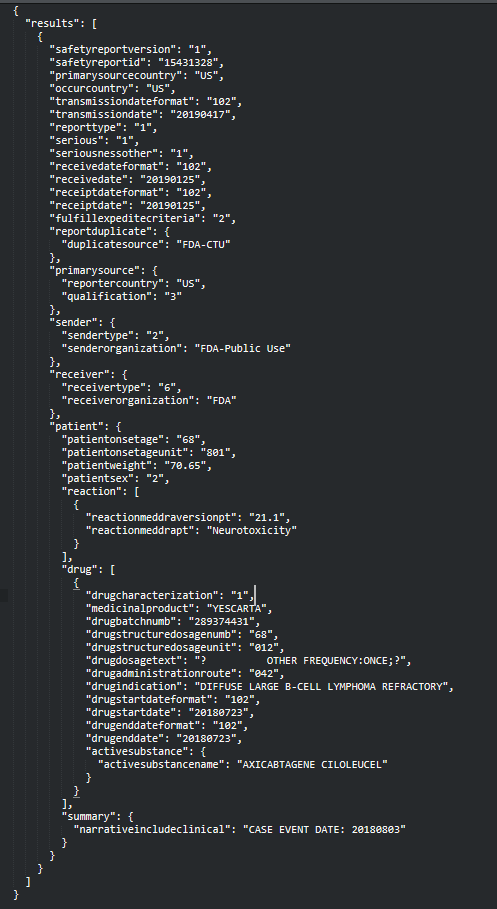 {
"results": [
{
"safetyreportversion": "1",
"safetyreportid": "15431328",
"primarysourcecountry": "US",
"occurcountry": "US",
"transmissiondateformat": "102",
"transmissiondate": "20190417",
"reporttype": "1",
"serious": "1",
"seriousnessother": "1",
"receivedateformat": "102",
"receivedate": "20190125",
"receiptdateformat": "102",
"receiptdate": "20190125",
"fulfillexpeditecriteria": "2",
"reportduplicate": {
"duplicatesource": "FDA-CTU"
},
"primarysource": {
"reportercountry": "US",
"qualification": "3"
},
"sender": {
"sendertype": "2",
"senderorganization": "FDA-Public Use"
},
"receiver": {
"receivertype": "6",
"receiverorganization": "FDA"
},
"patient": {
"patientonsetage": "68",
"patientonsetageunit": "801",
"patientweight": "70.65",
"patientsex": "2",
"reaction": [
{
"reactionmeddraversionpt": "21.1",
"reactionmeddrapt": "Neurotoxicity"
}
],
"drug": [
{
"drugcharacterization": "1",
"medicinalproduct": "YESCARTA",
"drugbatchnumb": "289374431",
"drugstructuredosagenumb": "68",
"drugstructuredosageunit": "012",
"drugdosagetext": "?          OTHER FREQUENCY:ONCE;?",
"drugadministrationroute": "042",
"drugindication": "DIFFUSE LARGE B-CELL LYMPHOMA REFRACTORY",
"drugstartdateformat": "102",
"drugstartdate": "20180723",
"drugenddateformat": "102",
"drugenddate": "20180723",
"activesubstance": {
"activesubstancename": "AXICABTAGENE CILOLEUCEL"
}
}
],
"summary": {
"narrativeincludeclinical": "CASE EVENT DATE: 20180803"
}
}
}
]
}